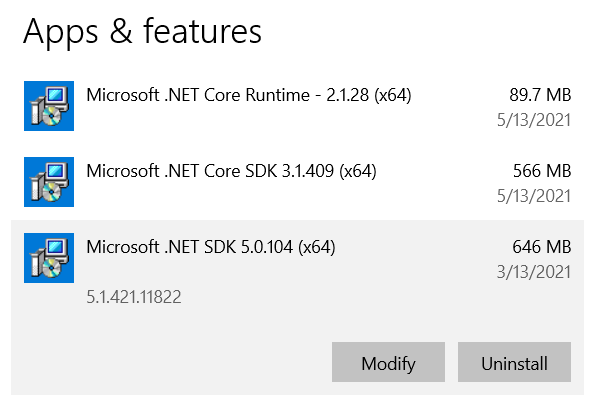 Apps & features
Microsoft .NET Core Runtime - 2.1.28 (x64) 89.7 MB
5/13/2021
Microsoft .NET Core SDK 3.1.409 (x64) 566 MB
5/13/2021
Microsoft .NET SDK 5.0.104 (x64) 646 MB
3/13/2021
5.1.421.11822
Modify Uninstall